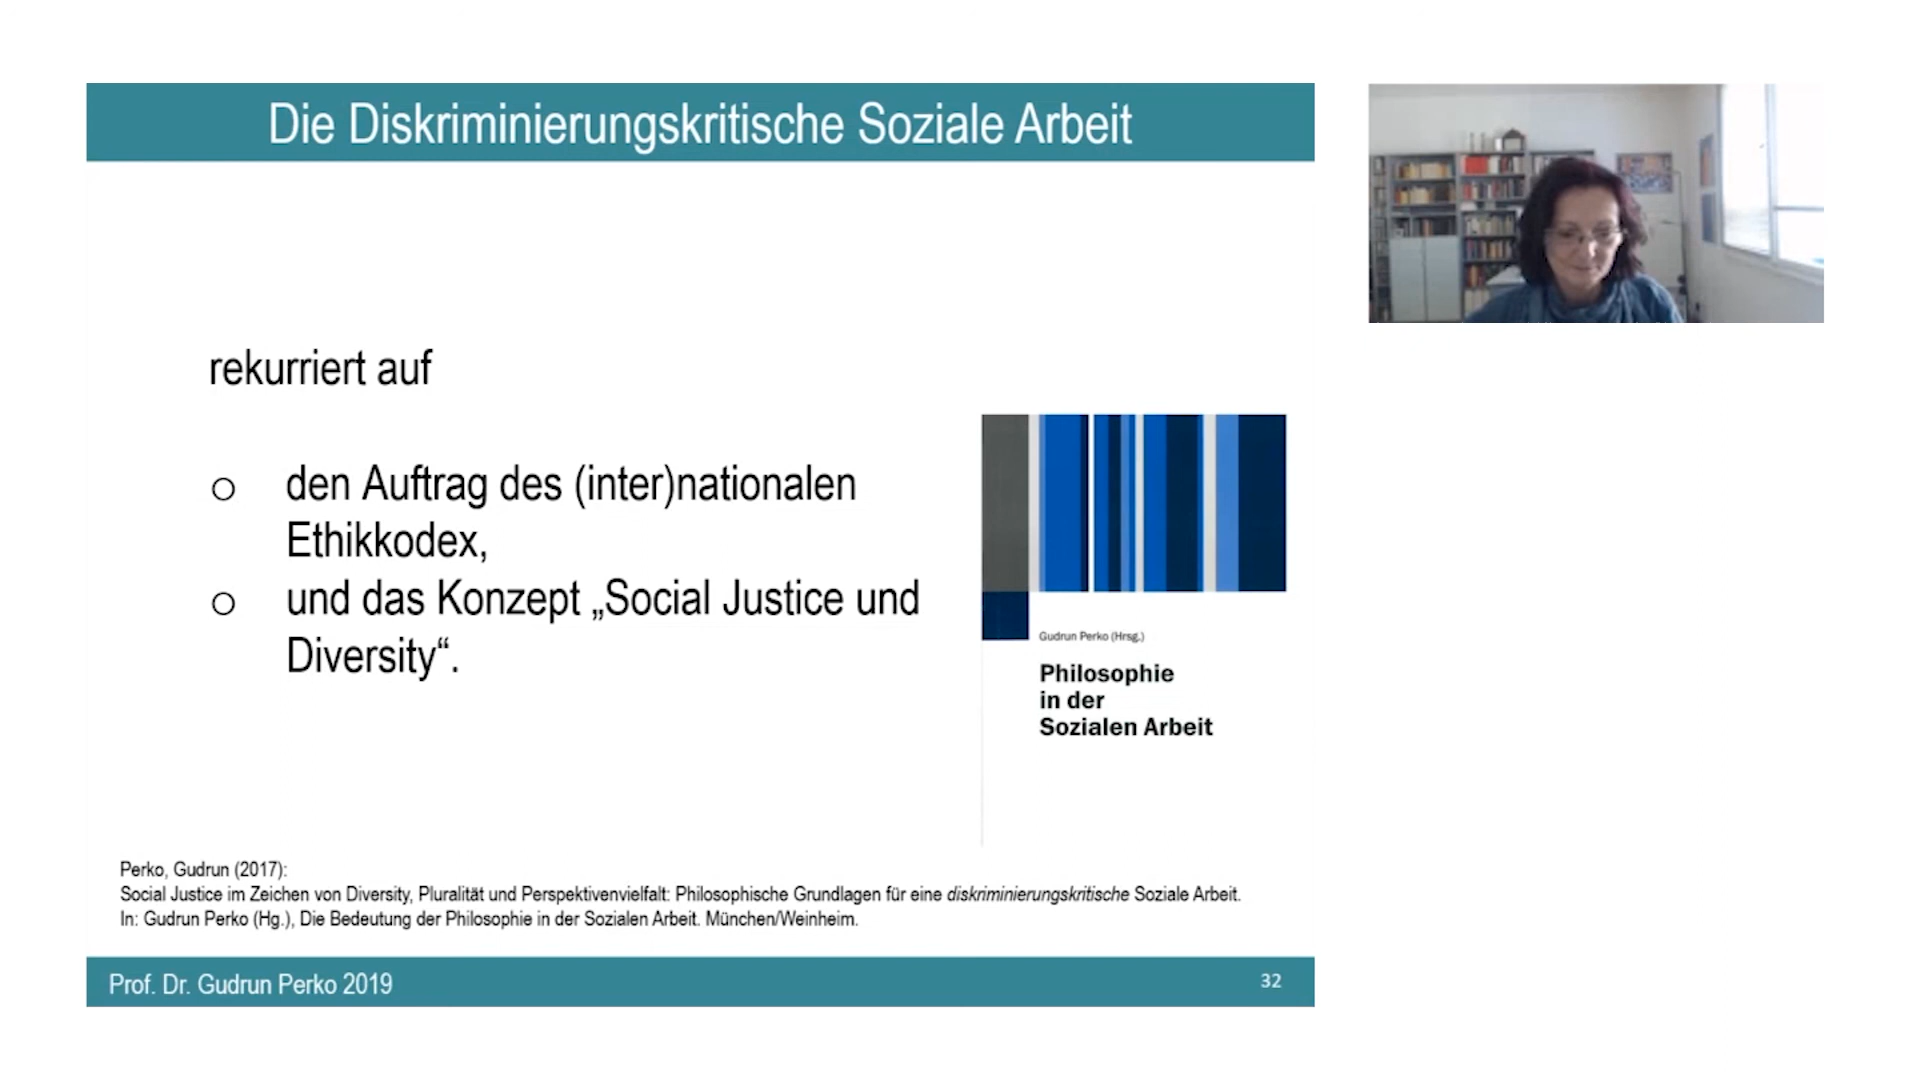 Die Diskriminierungskritische Soziale Arbeit
rekurriert auf
o den Auftrag des (inter)nationalen
Ethikkodex,
o und das Konzept „Social Justice und
Diversity“.
Gudrun Perko (Hrsg.)
Philosophie
in der
Sozialen Arbeit
Perko, Gudrun (2017):
Social Justice im Zeichen von Diversity, Pluralität und Perspektivenvielfalt: Philosophische Grundlagen für eine diskriminierungskritische Soziale Arbeit.
In: Gudrun Perko (Hg.), Die Bedeutung der Philosophie in der Sozialen Arbeit. München/Weinheim.
Prof. Dr. Gudrun Perko 2019
32